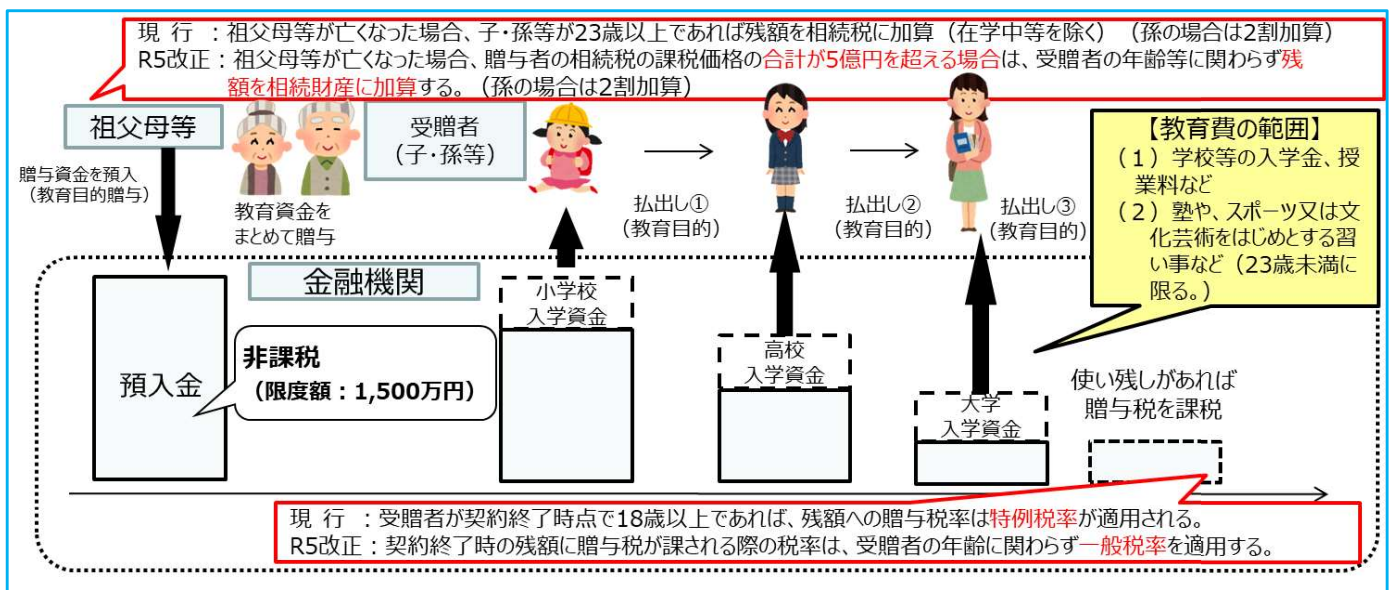 現 行：祖父母等が亡くなった場合、子・孫等が23歳以上であれば残額を相続税に加算（在学中等を除く）（孫の場合は2割加算）
R5改正：祖父母等が亡くなった場合、贈与者の相続税の課税価格の合計が5億円を超える場合は、受贈者の年齢等に関わらず残
額を相続財産に加算する。（孫の場合は2割加算）
祖父母等
贈与資金を預入
（教育目的贈与）
教育資金を
まとめて贈与
受贈者
（子・孫等）
払出し①
（教育目的）
払出し②
（教育目的）
払出し③
（教育目的）
【教育費の範囲】
（１）学校等の入学金、授
業料など
（２）塾や、スポーツ又は文
化芸術をはじめとする習
い事など（23歳未満に
限る。）
金融機関
預入金
非課税
（限度額：1,500万円）
小学校
入学資金
高校
入学資金
大学
入学資金
使い残しがあれば
贈与税を課税
現 行 ：受贈者が契約終了時点で18歳以上であれば、残額への贈与税率は特例税率が適用される。
R5改正：契約終了時の残額に贈与税が課される際の税率は、受贈者の年齢に関わらず一般税率を適用する。